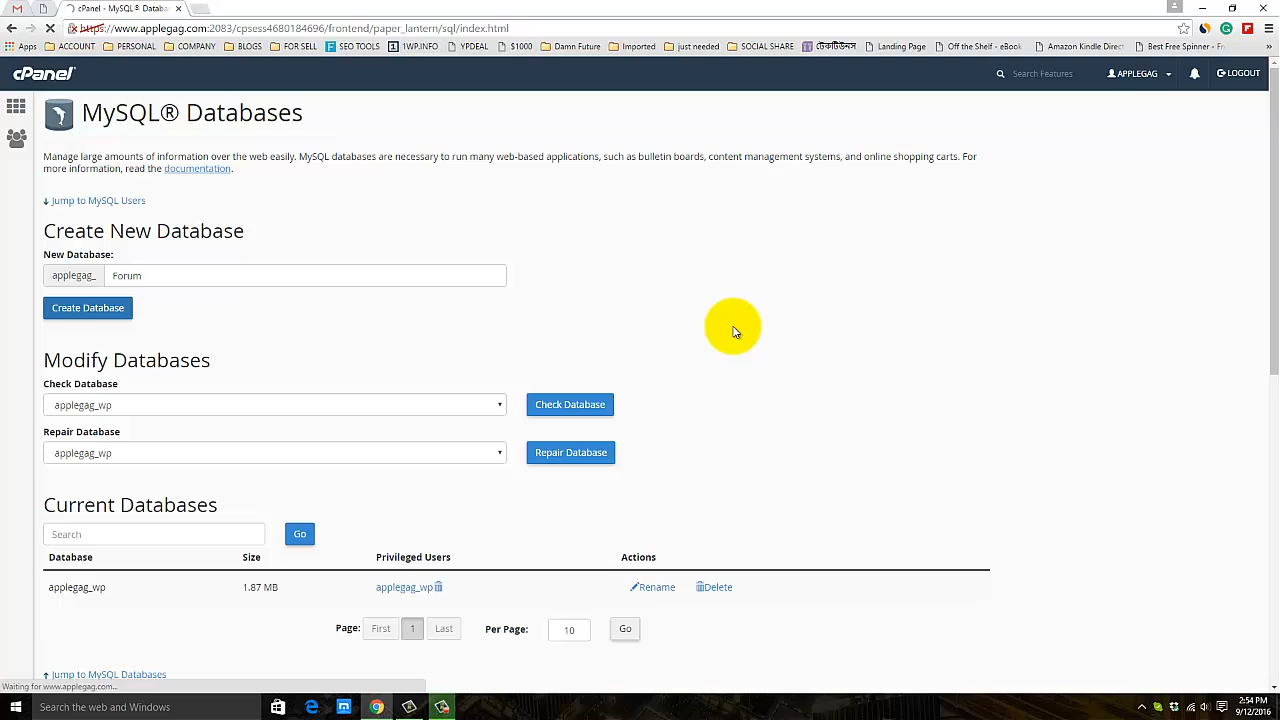 cPanel - MySQL® Databa ×
https://www.applegag.com:2083/cpsess4680184696/frontend/paper_lantern/sql/index.html
Apps ACCOUNT PERSONAL COMPANY BLOGS FOR SELL SEO TOOLS 1WP.INFO YPDEAL $1000 Damn Future Imported just needed SOCIAL SHARE টেকটিউনস Landing Page Off the Shelf - eBook Amazon Kindle Direct Best Free Spinner - Fr »
cPanel Search Features APPLEGAG LOGOUT
MySQL® Databases
Manage large amounts of information over the web easily. MySQL databases are necessary to run many web-based applications, such as bulletin boards, content management systems, and online shopping carts. For
more information, read the documentation.
Jump to MySQL Users
Create New Database
New Database:
applegag_ Forum
Create Database
Modify Databases
Check Database
applegag_wp Check Database
Repair Database
applegag_wp Repair Database
Current Databases
Search Go
Database Size Privileged Users Actions
applegag_wp 1.87 MB applegag_wp Rename Delete
Page: First 1 Last Per Page: 10 Go
Jump to MySQL Databases
Waiting for www.applegag.com...
Search the web and Windows 2:54 PM
9/12/2016